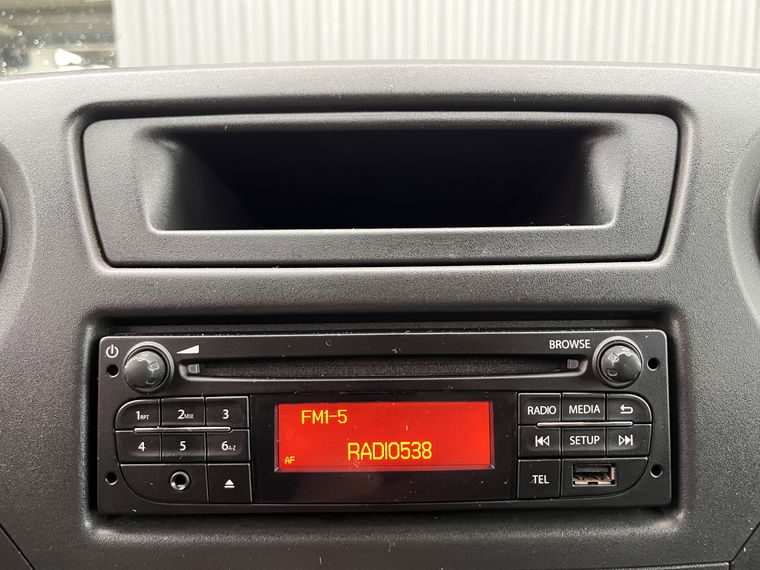 BROWSE
1RPT 2MIX 3
4 5 6A-Z
FM1-5
RADIO538
AF
RADIO MEDIA
SETUP
TEL